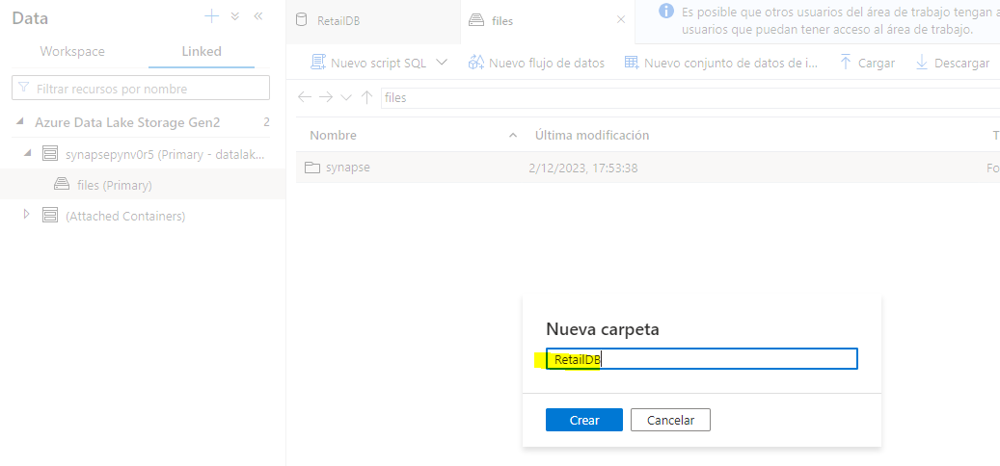 Data
Workspace
Linked
Filtrar recursos por nombre
Azure Data Lake Storage Gen2 2
synapsepynv0r5 (Primary - datalak...
files (Primary)
(Attached Containers)
RetailDB
files
Es posible que otros usuarios del área de trabajo tengan a
usuarios que puedan tener acceso al área de trabajo.
Nuevo script SQL
Nuevo flujo de datos
Nuevo conjunto de datos de i...
Cargar
Descargar
files
Nombre
Última modificación
T
synapse
2/12/2023, 17:53:38
Fo
Nueva carpeta
RetailDB
Crear
Cancelar